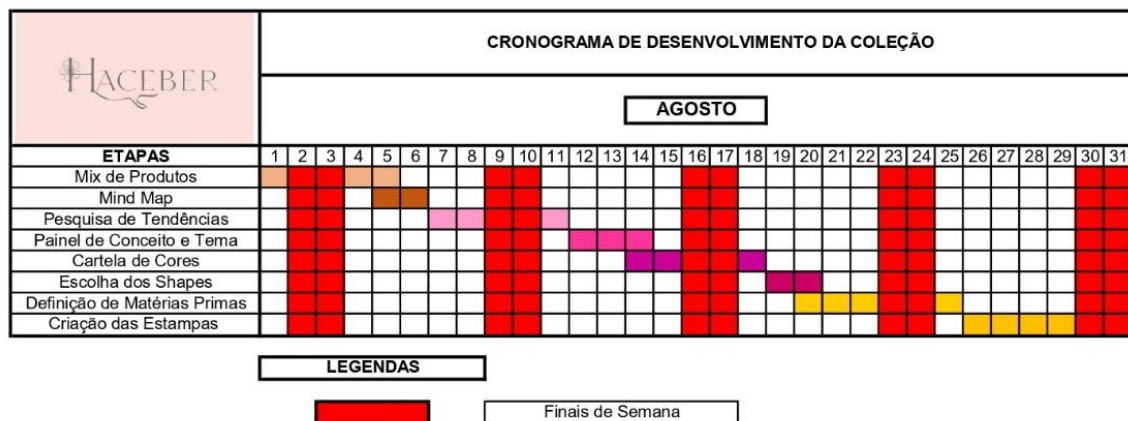 HACEBER
CRONOGRAMA DE DESENVOLVIMENTO DA COLEÇÃO
AGOSTO
ETAPAS 1 2 3 4 5 6 7 8 9 10 11 12 13 14 15 16 17 18 19 20 21 22 23 24 25 26 27 28 29 30 31
Mix de Produtos
Mind Map
Pesquisa de Tendências
Painel de Conceito e Tema
Cartela de Cores
Escolha dos Shapes
Definição de Matérias Primas
Criação das Estampas
LEGENDAS
Finais de Semana